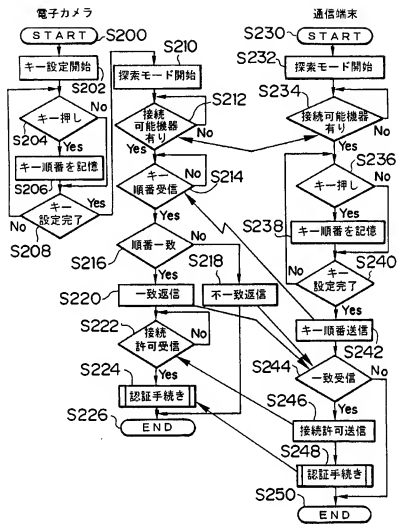 電子カメラ
START
S200
キー設定開始
S202
キー押し
No
S204
Yes
キー順番を記憶
S206
キー
設定完了
Yes
No
S208
S210
探索モード開始
S212
接続
可能機器
有り
No
Yes
キー
順番受信
S214
Yes
順番一致
No
S216
Yes
S218
S220
一致返信
不一致返信
S222
接続
許可受信
No
S224
Yes
認証手続き
S226
END
通信端末
S230
START
S232
探索モード開始
S234
接続可能機器
有り
No
Yes
S236
キー押し
No
S238
Yes
キー順番を記憶
キー
設定完了
S240
No
Yes
キー順番送信
S242
S244
一致受信
No
S246
Yes
接続許可送信
S248
認証手続き
S250
END